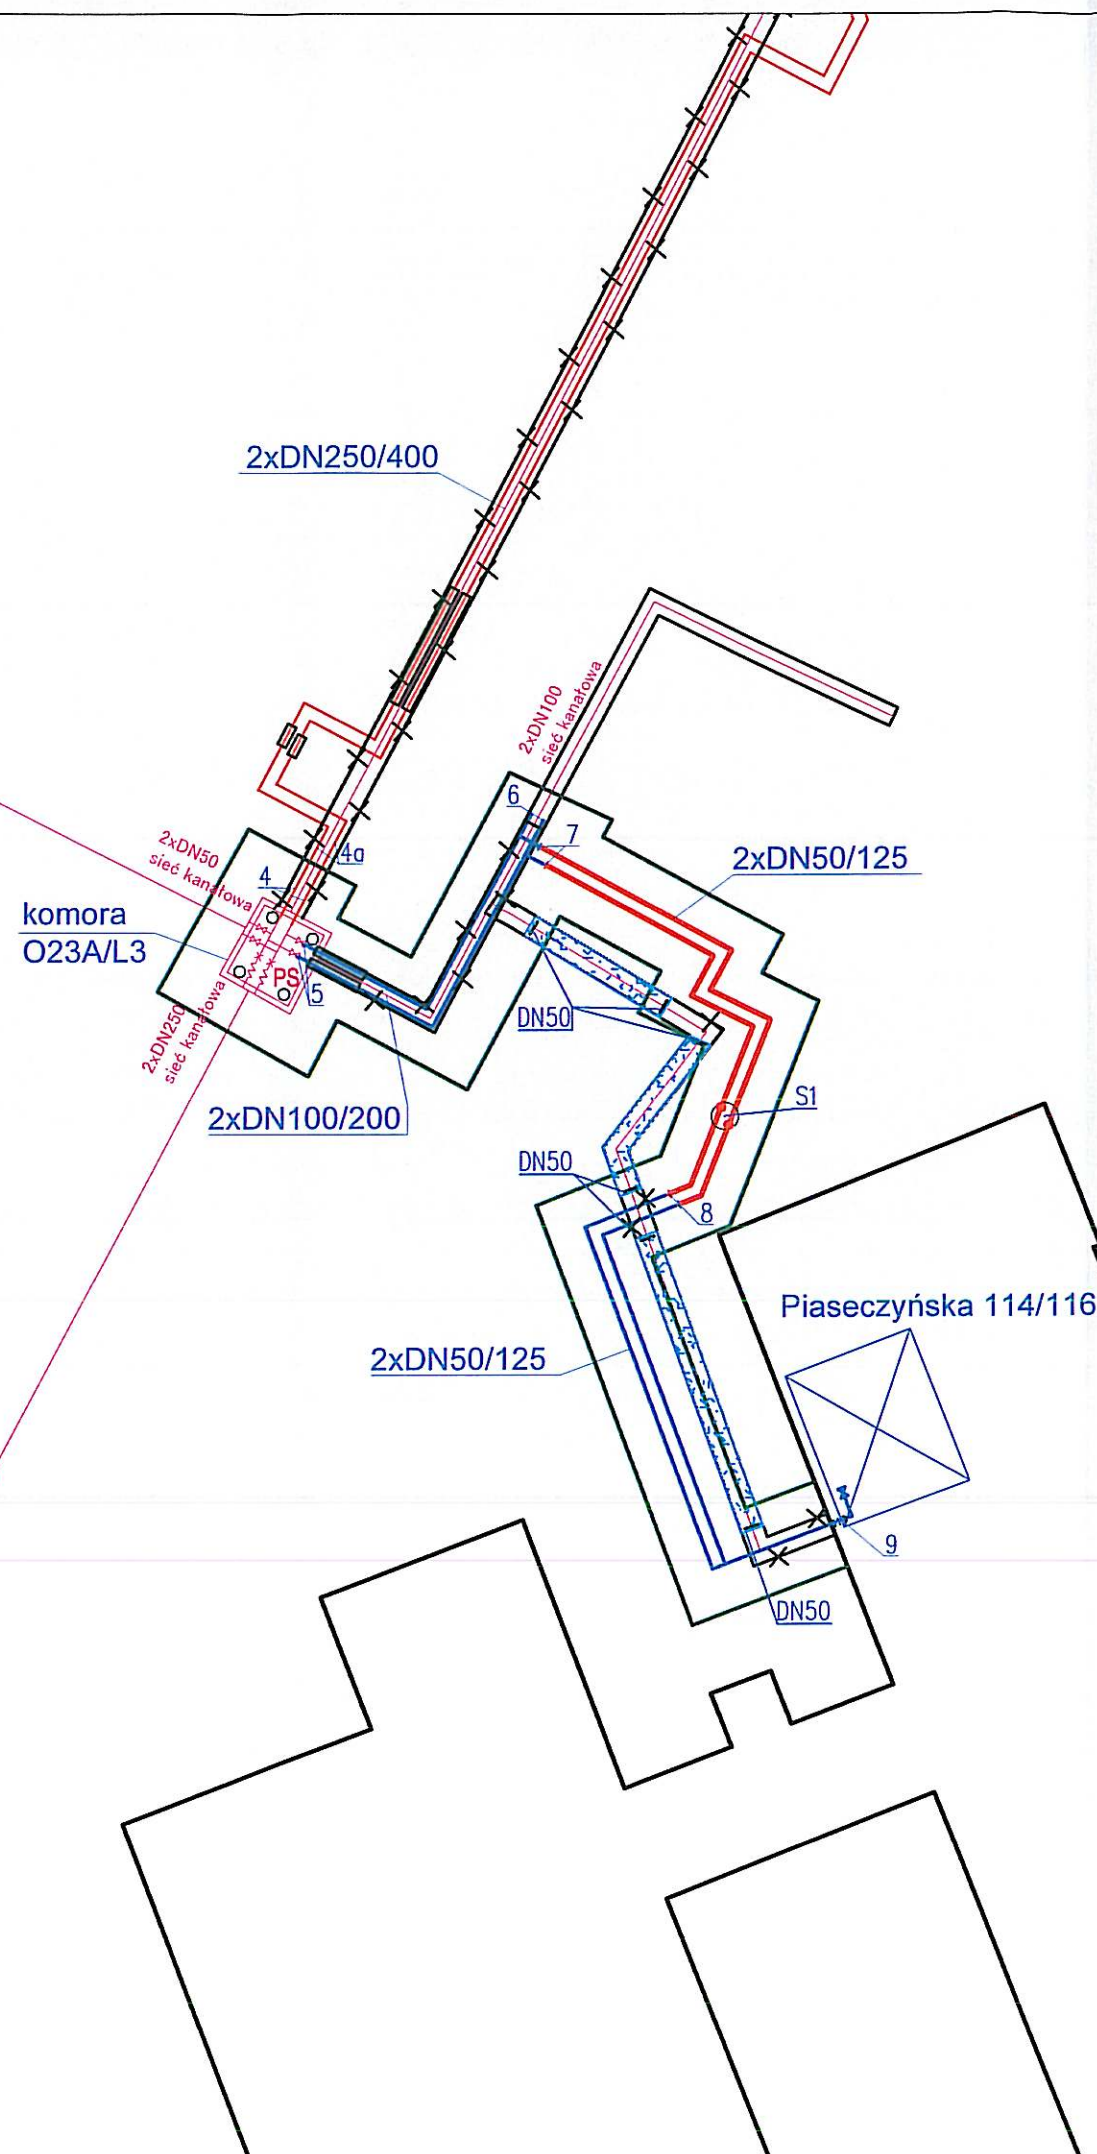 2xDN250/400
2xDN100
sieć kanałowa
6
7
2xDN50/125
2xDN50
sieć kanałowa
4a
4
komora
O23A/L3
PS
5
2xDN250
sieć kanałowa
DN50
2xDN100/200
S1
DN50
8
Piaseczyńska 114/116
2xDN50/125
9
DN50